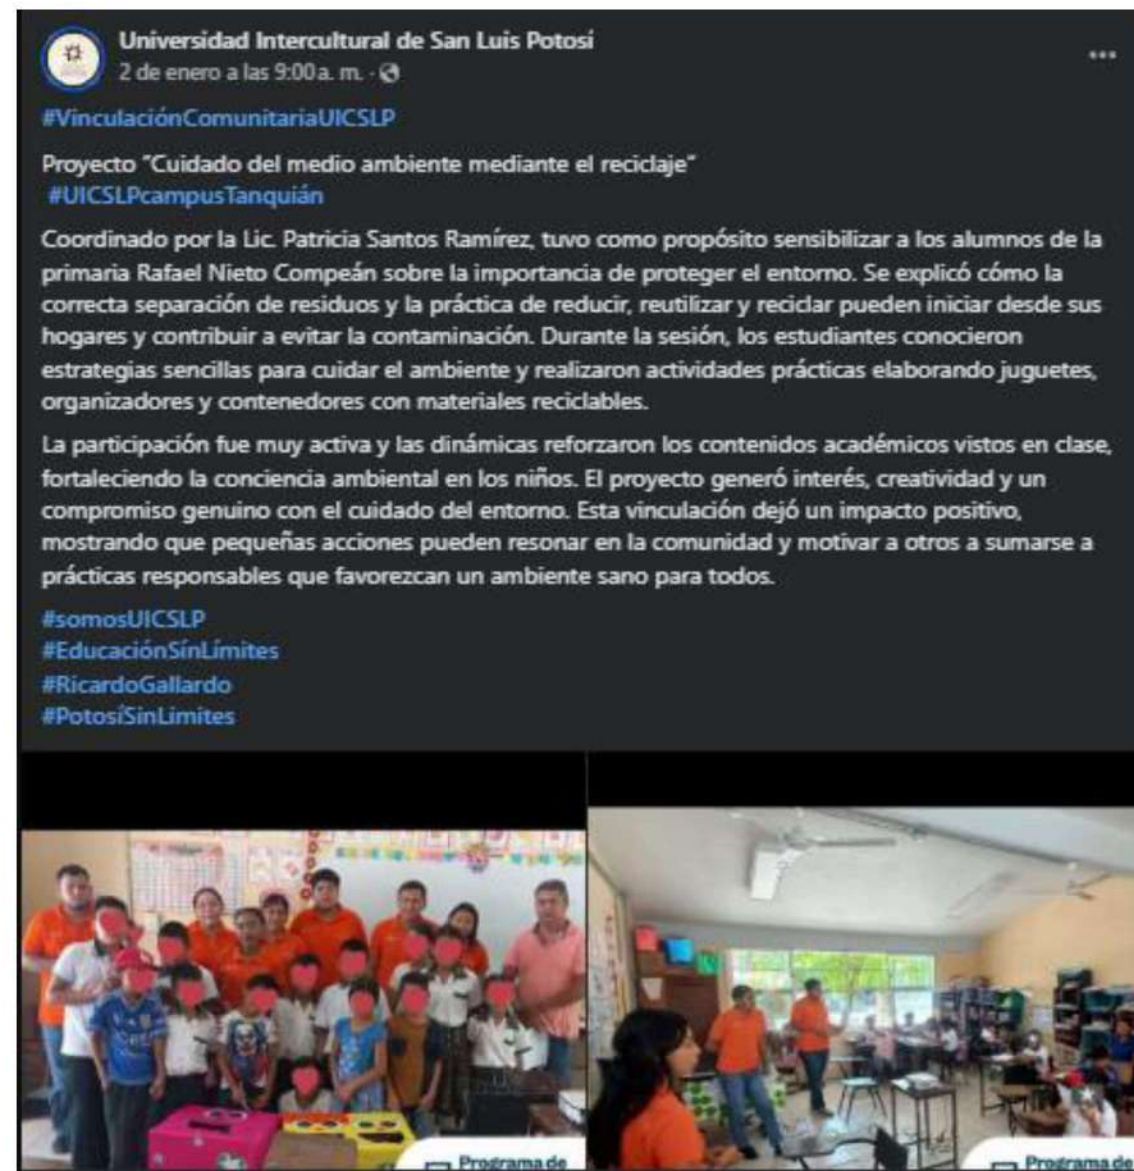 Universidad Intercultural de San Luis Potosí
2 de enero a las 9:00 a. m. ·
#VinculaciónComunitariaUICSLP
Proyecto "Cuidado del medio ambiente mediante el reciclaje"
#UICSLPcampusTanquián
Coordinado por la Lic. Patricia Santos Ramírez, tuvo como propósito sensibilizar a los alumnos de la
primaria Rafael Nieto Compeán sobre la importancia de proteger el entorno. Se explicó cómo la
correcta separación de residuos y la práctica de reducir, reutilizar y reciclar pueden iniciar desde sus
hogares y contribuir a evitar la contaminación. Durante la sesión, los estudiantes conocieron
estrategias sencillas para cuidar el ambiente y realizaron actividades prácticas elaborando juguetes,
organizadores y contenedores con materiales reciclables.
La participación fue muy activa y las dinámicas reforzaron los contenidos académicos vistos en clase,
fortaleciendo la conciencia ambiental en los niños. El proyecto generó interés, creatividad y un
compromiso genuino con el cuidado del entorno. Esta vinculación dejó un impacto positivo,
mostrando que pequeñas acciones pueden resonar en la comunidad y motivar a otros a sumarse a
prácticas responsables que favorezcan un ambiente sano para todos.
#somosUICSLP
#EducaciónSinLímites
#RicardoGallardo
#PotosíSinLimites
Programa de
Programa de